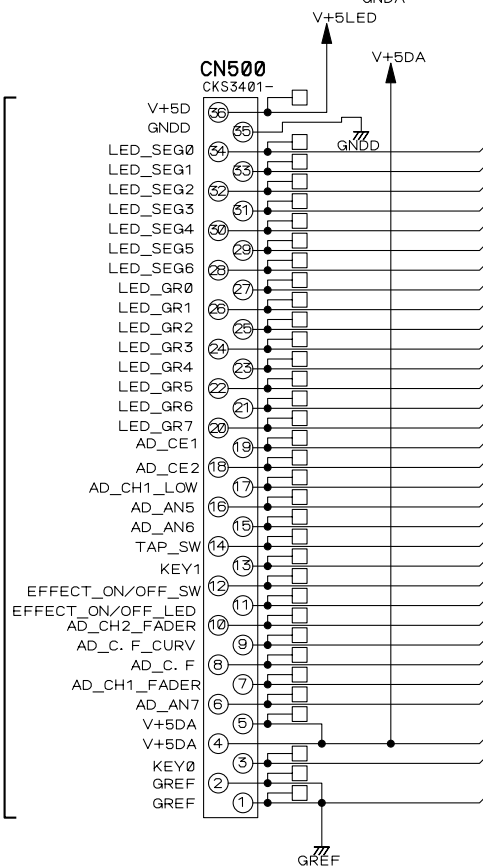 GNDA
V+5LED
V+5DA
CN500
CKS3401-
V+5D 36
GNDD 35
GNDD
LED_SEG0 34
LED_SEG1 33
LED_SEG2 32
LED_SEG3 31
LED_SEG4 30
LED_SEG5 29
LED_SEG6 28
LED_GR0 27
LED_GR1 26
LED_GR2 25
LED_GR3 24
LED_GR4 23
LED_GR5 22
LED_GR6 21
LED_GR7 20
AD_CE1 19
AD_CE2 18
AD_CH1_LOW 17
AD_AN5 16
AD_AN6 15
TAP_SW 14
KEY1 13
EFFECT_ON/OFF_SW 12
EFFECT_ON/OFF_LED 11
AD_CH2_FADER 10
AD_C.F_CURV 9
AD_C.F 8
AD_CH1_FADER 7
AD_AN7 6
V+5DA 5
V+5DA 4
KEY0 3
GREF 2
GREF 1
GREF